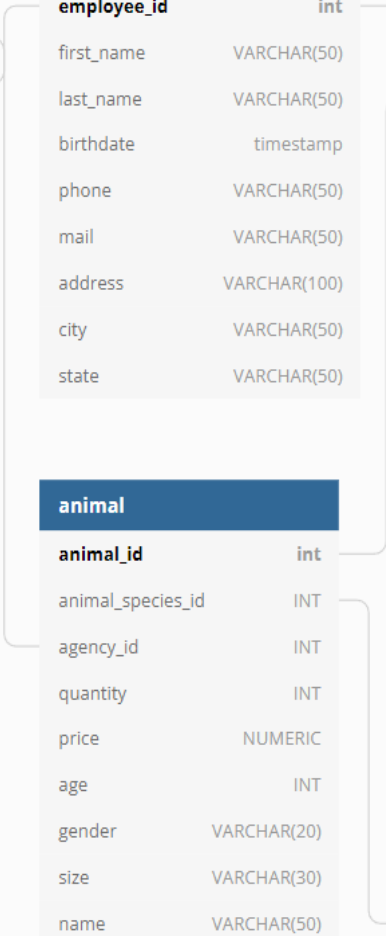 employee_id int
first_name VARCHAR(50)
last_name VARCHAR(50)
birthdate timestamp
phone VARCHAR(50)
mail VARCHAR(50)
address VARCHAR(100)
city VARCHAR(50)
state VARCHAR(50)
animal
animal_id int
animal_species_id INT
agency_id INT
quantity INT
price NUMERIC
age INT
gender VARCHAR(20)
size VARCHAR(30)
name VARCHAR(50)